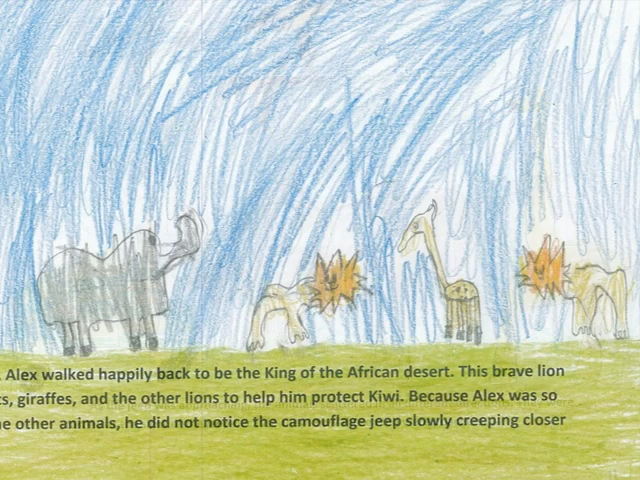 Alex walked happily back to be the King of the African desert. This brave lion
giraffes, and the other lions to help him protect Kiwi. Because Alex was so
other animals, he did not notice the camouflage jeep slowly creeping closer